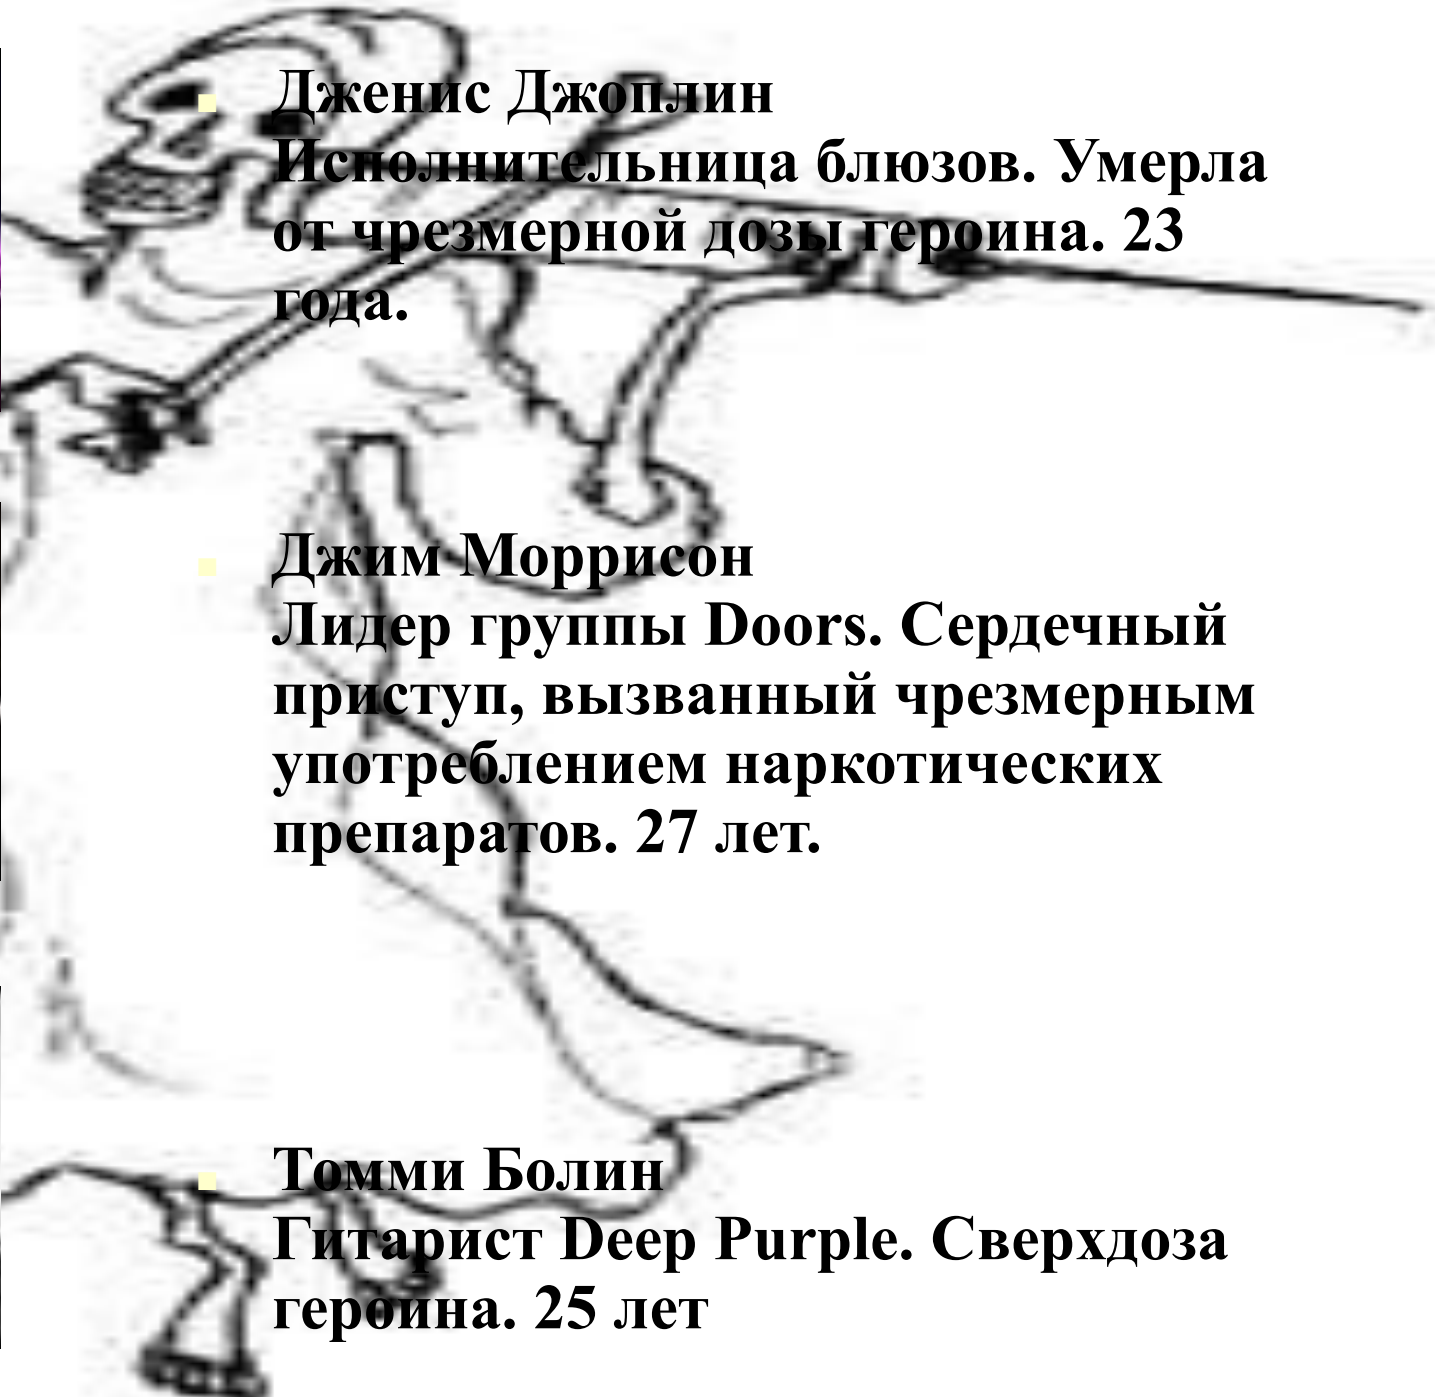 Дженис Джоплин
Исполнительница блюзов. Умерла
от чрезмерной дозы героина. 23
года.
Джим Моррисон
Лидер группы Doors. Сердечный
приступ, вызванный чрезмерным
употреблением наркотических
препаратов. 27 лет.
Томми Болин
Гитарист Deep Purple. Сверхдоза
героина. 25 лет